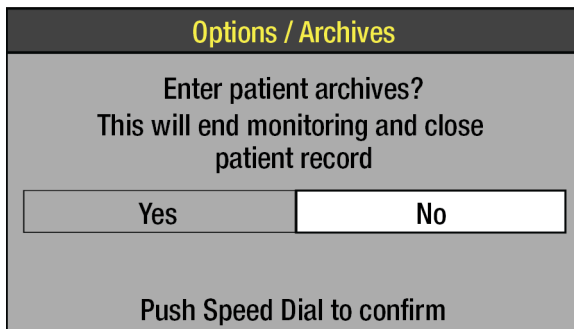 Options / Archives
Enter patient archives?
This will end monitoring and close
patient record
Yes No
Push Speed Dial to confirm